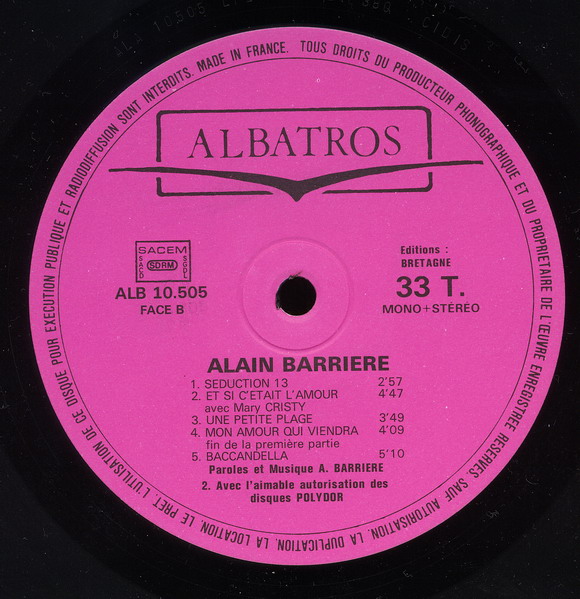 TOUS DROITS DU PRODUCTEUR PHONOGRAPHIQUE ET DU PROPRIETAIRE DE L'ŒUVRE ENREGISTREE RESERVES. SAUF AUTORISATION, LA DUPLICATION, LA LOCATION, LE PRET, L'UTILISATION DE CE DISQUE POUR EXECUTION PUBLIQUE ET RADIODIFFUSION SONT INTERDITS. MADE IN FRANCE.
ALBATROS
SACEM
SACD
SDRM
SGDL
ALB 10.505
FACE B
Editions :
BRETAGNE
33 T.
MONO+STÉRÉO
ALAIN BARRIERE
1. SEDUCTION 13 2'57
2. ET SI C'ETAIT L'AMOUR 4'47
avec Mary CRISTY
3. UNE PETITE PLAGE 3'49
4. MON AMOUR QUI VIENDRA 4'09
fin de la première partie
5. BACCANDELLA 5'10
Paroles et Musique A. BARRIERE
2. Avec l'aimable autorisation des
disques POLYDOR